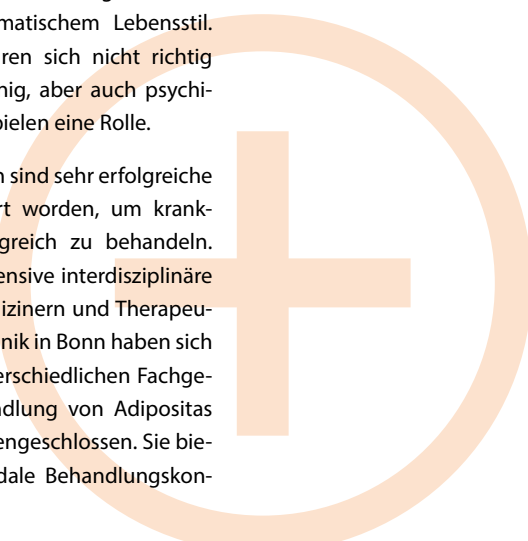 matischem Lebensstil.
ren sich nicht richtig
nig, aber auch psychi-
pielen eine Rolle.
n sind sehr erfolgreiche
rt worden, um krank-
greich zu behandeln.
ensive interdisziplinäre
izinern und Therapeu-
nik in Bonn haben sich
erschiedlichen Fachge-
ndlung von Adipositas
engeschlossen. Sie bie-
dale Behandlungskon-